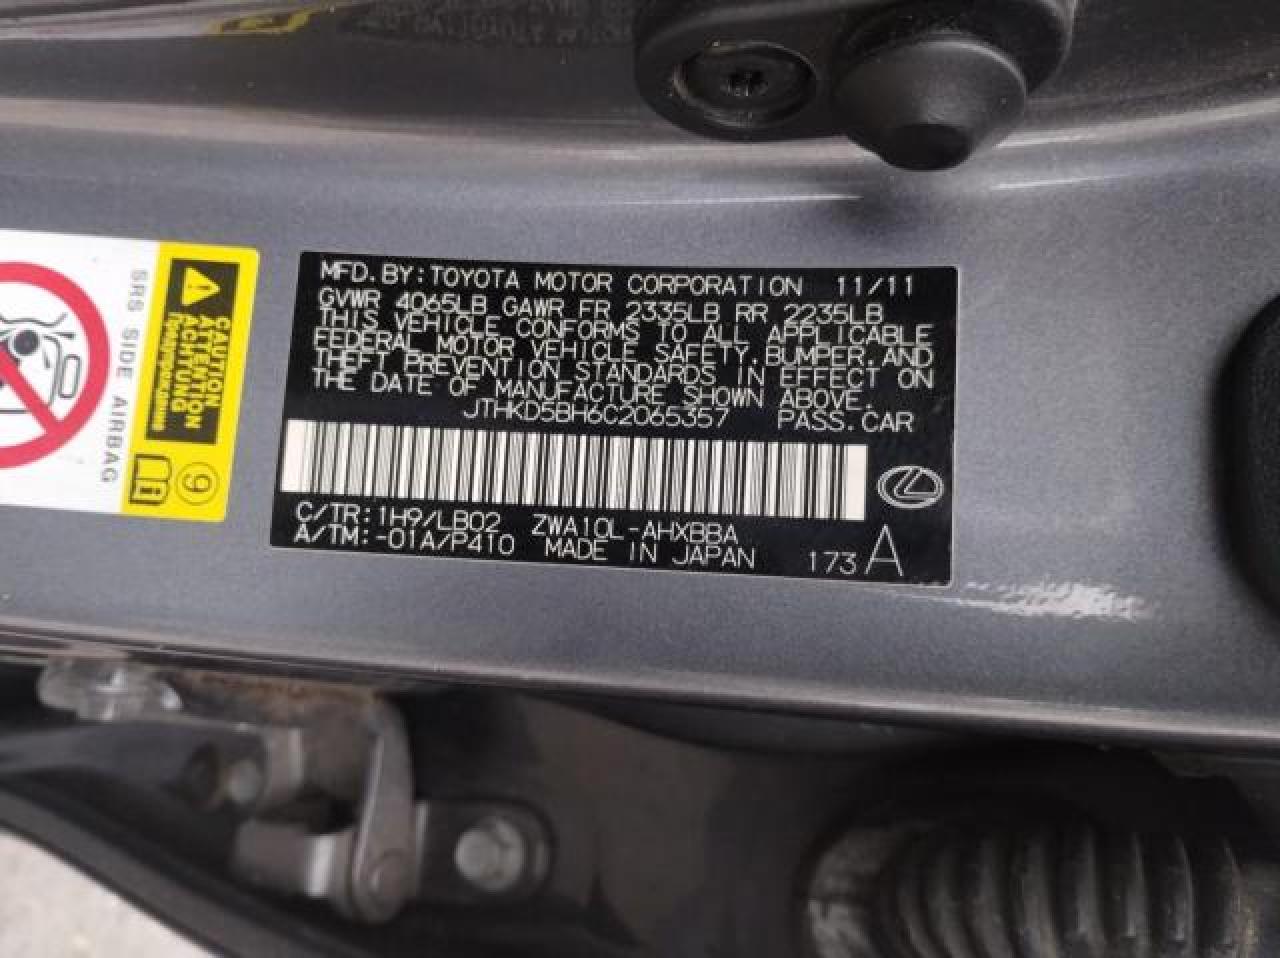 MFD.BY:TOYOTA MOTOR CORPORATION 11/11
GVWR 4065LB GAWR FR 2335LB RR 2235LB
THIS VEHICLE CONFORMS TO ALL APPLICABLE
FEDERAL MOTOR VEHICLE SAFETY,BUMPER,AND
THEFT PREVENTION STANDARDS IN EFFECT ON
THE DATE OF MANUFACTURE SHOWN ABOVE.
JTHKD5BH6C2065357 PASS.CAR
C/TR:1H9/LB02 ZWA10L-AHXBBA
A/TM:-01A/P410 MADE IN JAPAN 173 A
SRS SIDE AIRBAG
CAUTION
ATTENTION
ACHTUNG
Предупреждение
9